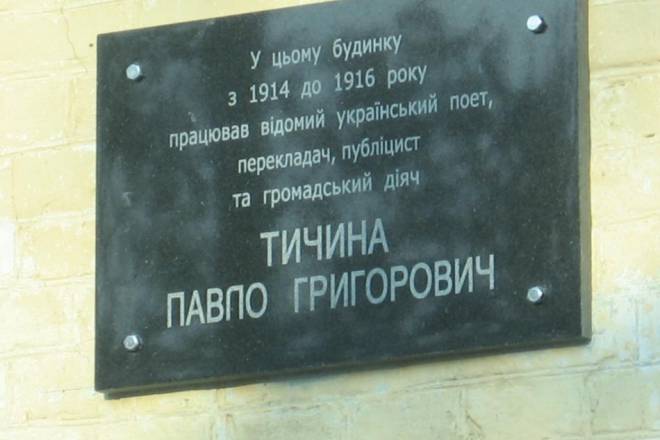 У цьому будинку
з 1914 до 1916 року
працював відомий український поет,
перекладач, публіцист
та громадський діяч
ТИЧИНА
ПАВЛО ГРИГОРОВИЧ